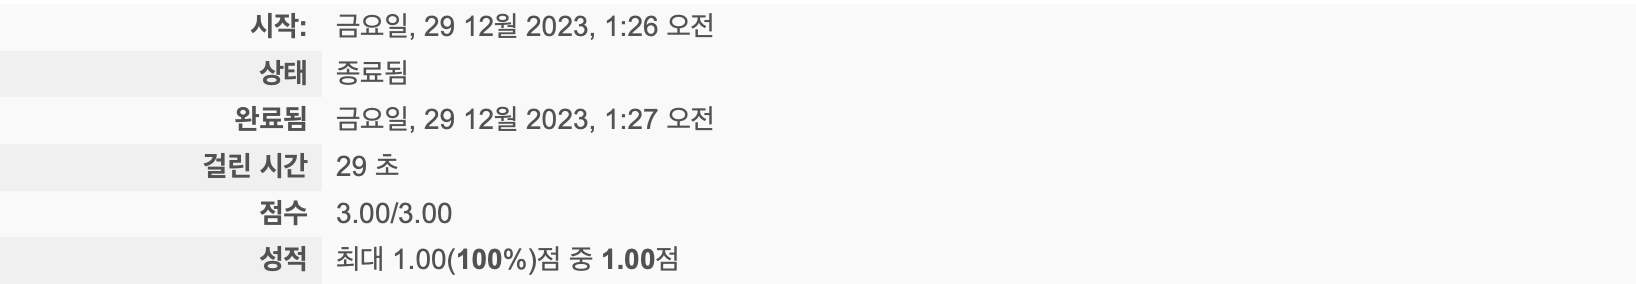 시작: 금요일, 29 12월 2023, 1:26 오전
상태 종료됨
완료됨 금요일, 29 12월 2023, 1:27 오전
걸린 시간 29 초
점수 3.00/3.00
성적 최대 1.00(100%)점 중 1.00점